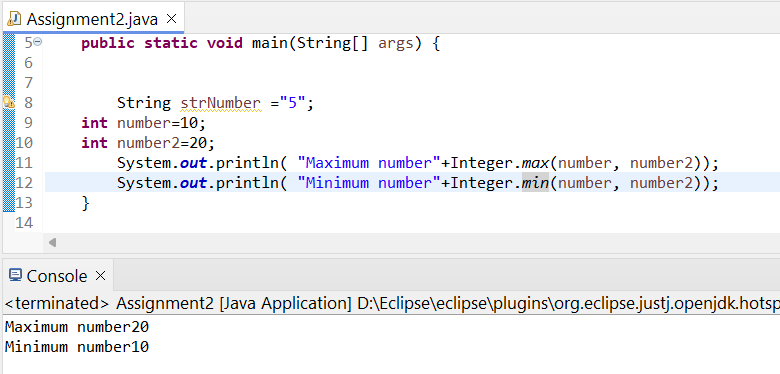 Assignment2.java ×
5 public static void main(String[] args) {
6
7
8 String strNumber ="5";
9 int number=10;
10 int number2=20;
11 System.out.println( "Maximum number"+Integer.max(number, number2));
12 System.out.println( "Minimum number"+Integer.min(number, number2));
13 }
14
Console ×
<terminated> Assignment2 [Java Application] D:\Eclipse\eclipse\plugins\org.eclipse.justj.openjdk.hotsp
Maximum number20
Minimum number10